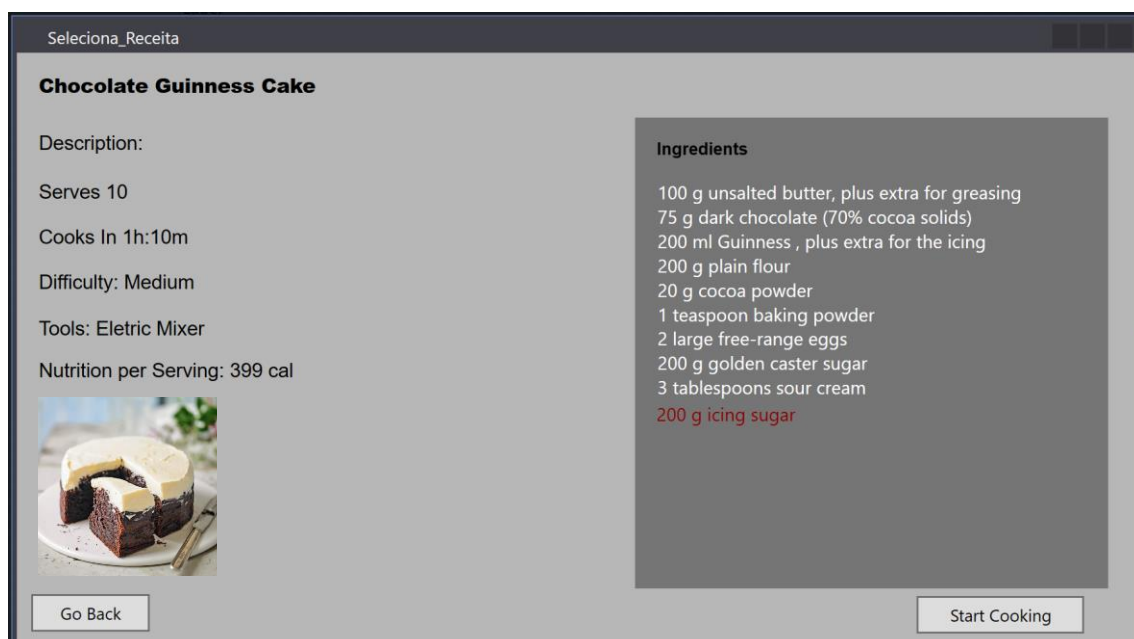 Seleciona_Receita
Chocolate Guinness Cake
Description:
Serves 10
Cooks In 1h:10m
Difficulty: Medium
Tools: Eletric Mixer
Nutrition per Serving: 399 cal
Ingredients
100 g unsalted butter, plus extra for greasing
75 g dark chocolate (70% cocoa solids)
200 ml Guinness , plus extra for the icing
200 g plain flour
20 g cocoa powder
1 teaspoon baking powder
2 large free-range eggs
200 g golden caster sugar
3 tablespoons sour cream
200 g icing sugar
Go Back
Start Cooking